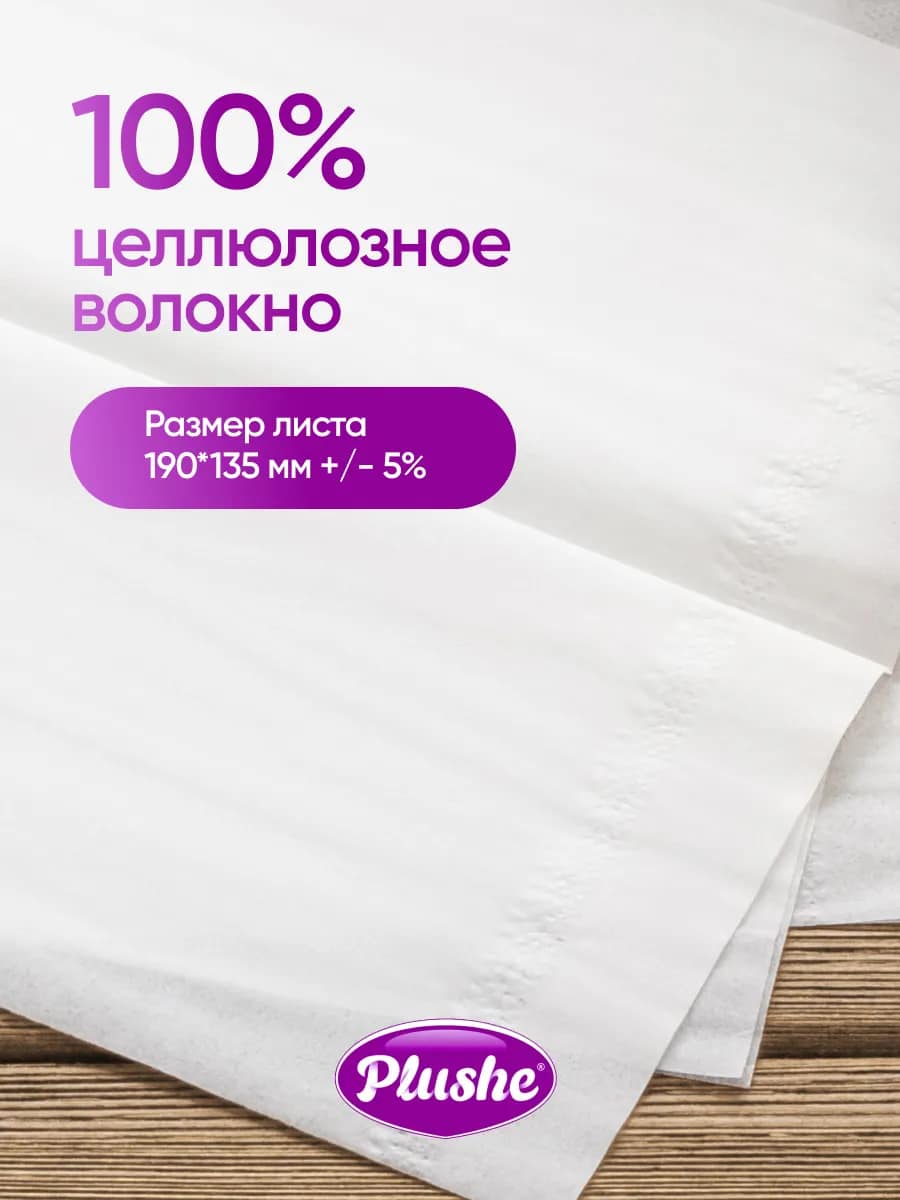 100%
целлюлозное
волокно
Размер листа
190*135 мм +/- 5%
Plushe®